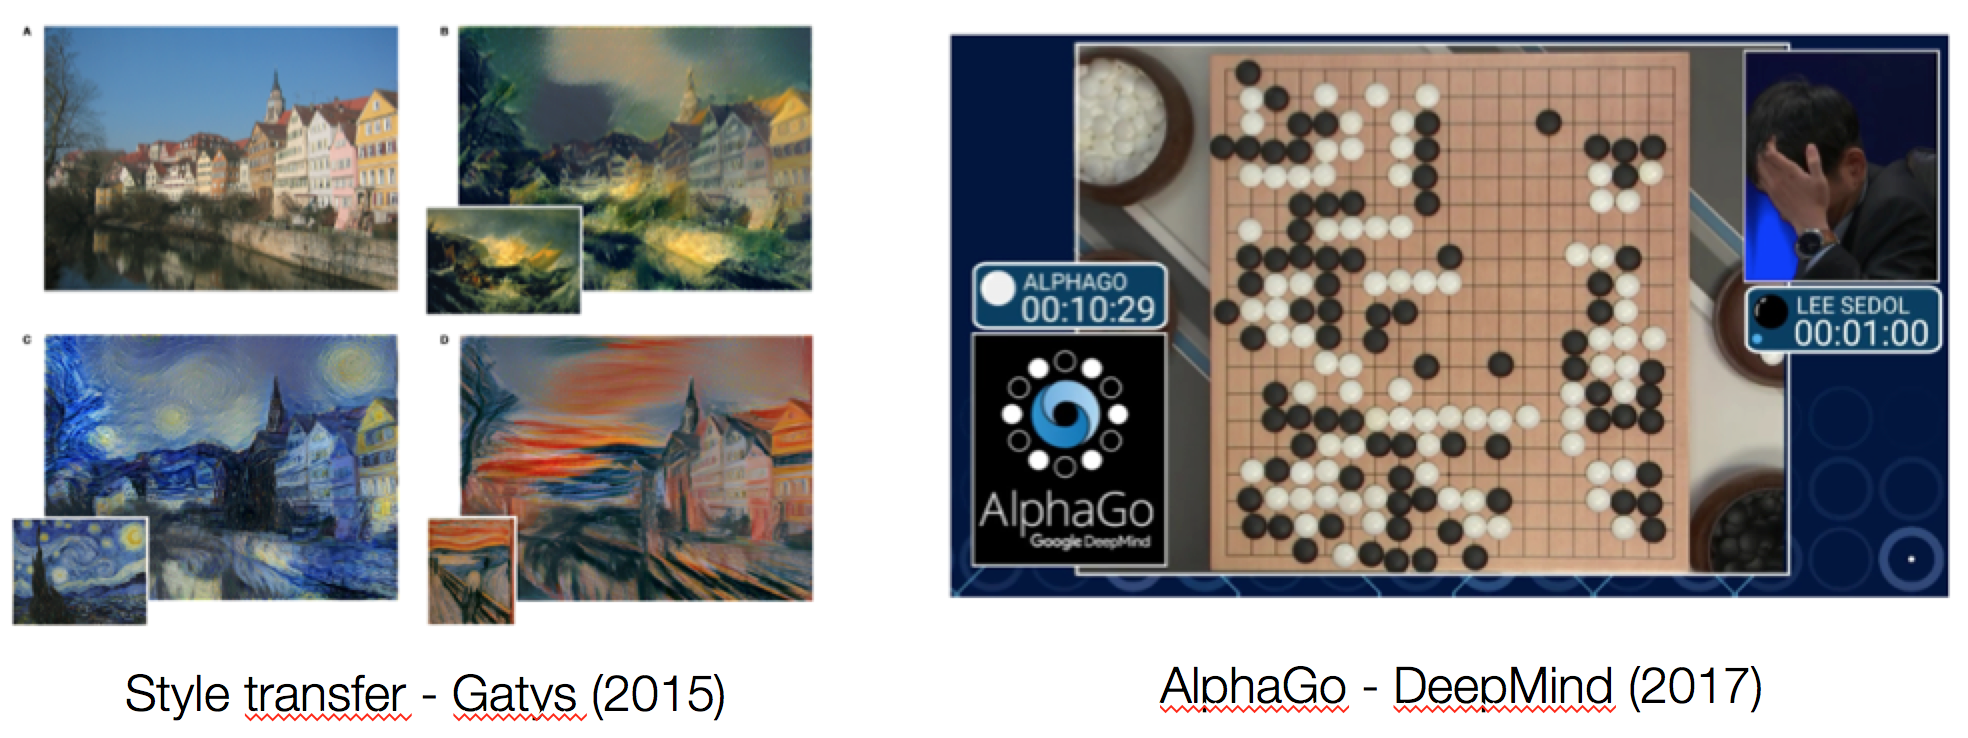 A
B
C
D
Style transfer - Gatys (2015)
ALPHAGO
00:10:29
AlphaGo
Google DeepMind
LEE SEDOL
00:01:00
AlphaGo - DeepMind (2017)